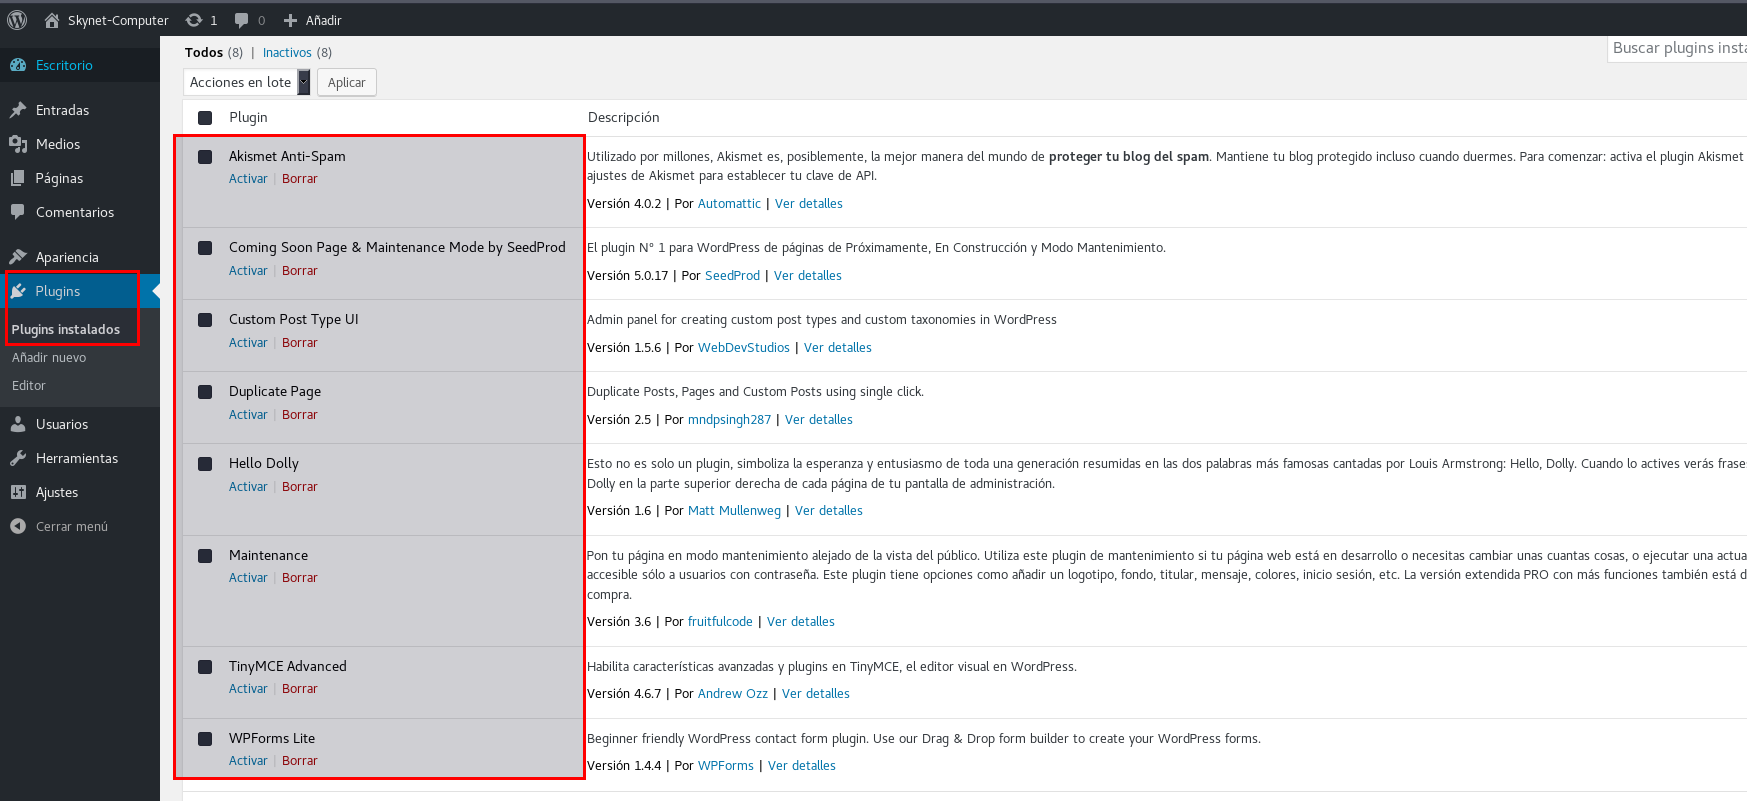 Skynet-Computer 1 0 Añadir
Escritorio
Entradas
Medios
Páginas
Comentarios
Apariencia
Plugins
Plugins instalados
Añadir nuevo
Editor
Usuarios
Herramientas
Ajustes
Cerrar menú
Todos (8) | Inactivos (8)
Buscar plugins insta
Acciones en lote Aplicar
Plugin Descripción
Akismet Anti-Spam
Activar | Borrar
Utilizado por millones, Akismet es, posiblemente, la mejor manera del mundo de proteger tu blog del spam. Mantiene tu blog protegido incluso cuando duermes. Para comenzar: activa el plugin Akismet
ajustes de Akismet para establecer tu clave de API.
Versión 4.0.2 | Por Automattic | Ver detalles
Coming Soon Page & Maintenance Mode by SeedProd
Activar | Borrar
El plugin N° 1 para WordPress de páginas de Próximamente, En Construcción y Modo Mantenimiento.
Versión 5.0.17 | Por SeedProd | Ver detalles
Custom Post Type UI
Activar | Borrar
Admin panel for creating custom post types and custom taxonomies in WordPress
Versión 1.5.6 | Por WebDevStudios | Ver detalles
Duplicate Page
Activar | Borrar
Duplicate Posts, Pages and Custom Posts using single click.
Versión 2.5 | Por mndpsingh287 | Ver detalles
Hello Dolly
Activar | Borrar
Esto no es solo un plugin, simboliza la esperanza y entusiasmo de toda una generación resumidas en las dos palabras más famosas cantadas por Louis Armstrong: Hello, Dolly. Cuando lo actives verás frase
Dolly en la parte superior derecha de cada página de tu pantalla de administración.
Versión 1.6 | Por Matt Mullenweg | Ver detalles
Maintenance
Activar | Borrar
Pon tu página en modo mantenimiento alejado de la vista del público. Utiliza este plugin de mantenimiento si tu página web está en desarrollo o necesitas cambiar unas cuantas cosas, o ejecutar una actua
accesible sólo a usuarios con contraseña. Este plugin tiene opciones como añadir un logotipo, fondo, titular, mensaje, colores, inicio sesión, etc. La versión extendida PRO con más funciones también está d
compra.
Versión 3.6 | Por fruitfulcode | Ver detalles
TinyMCE Advanced
Activar | Borrar
Habilita características avanzadas y plugins en TinyMCE, el editor visual en WordPress.
Versión 4.6.7 | Por Andrew Ozz | Ver detalles
WPForms Lite
Activar | Borrar
Beginner friendly WordPress contact form plugin. Use our Drag & Drop form builder to create your WordPress forms.
Versión 1.4.4 | Por WPForms | Ver detalles